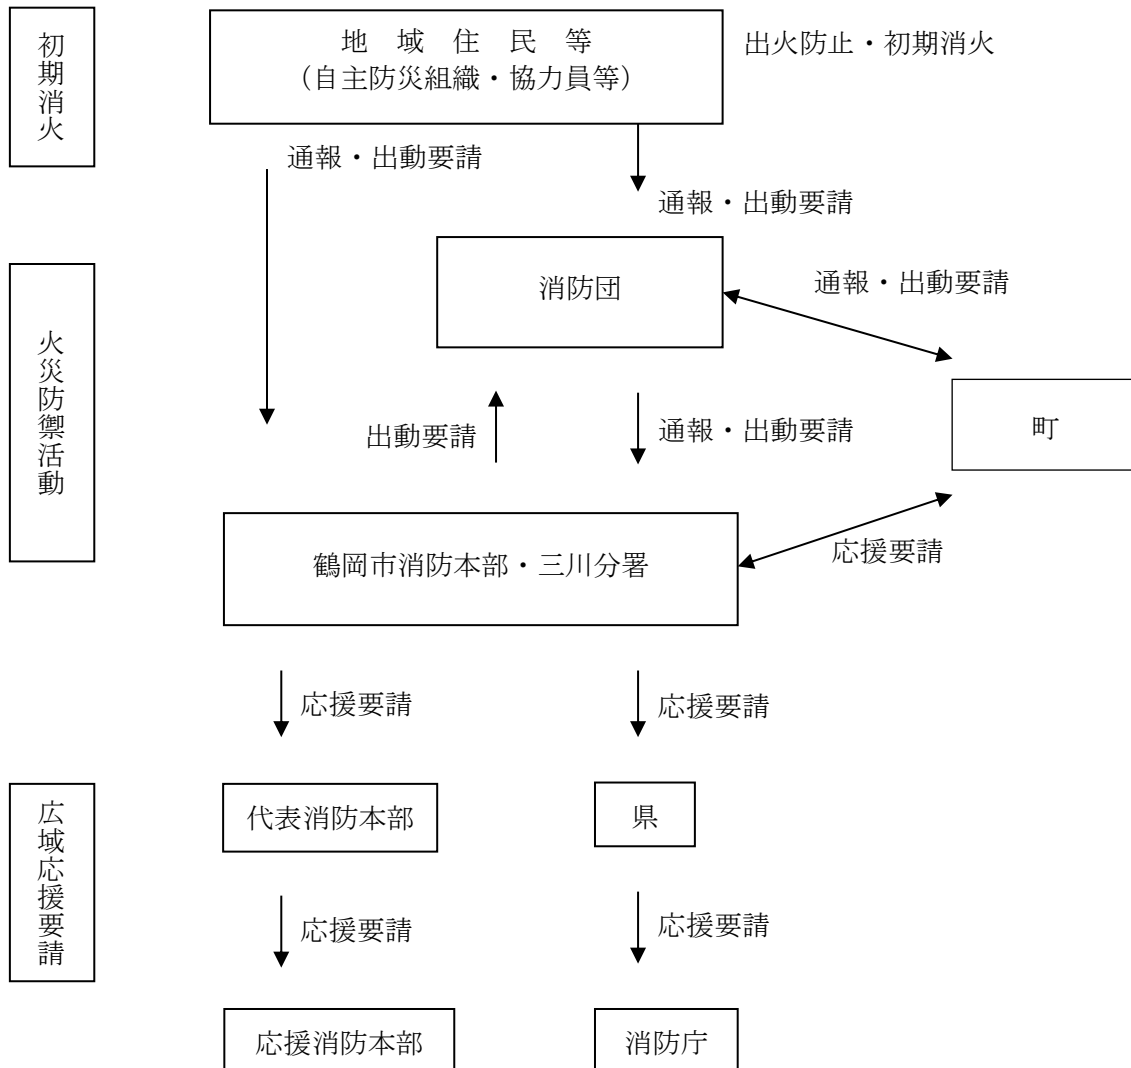 初期消火
地域住民等
（自主防災組織・協力員等）
出火防止・初期消火
通報・出動要請
通報・出動要請
火災防禦活動
消防団
通報・出動要請
出動要請
通報・出動要請
町
鶴岡市消防本部・三川分署
応援要請
応援要請
応援要請
広域応援要請
代表消防本部
県
応援要請
応援要請
応援消防本部
消防庁